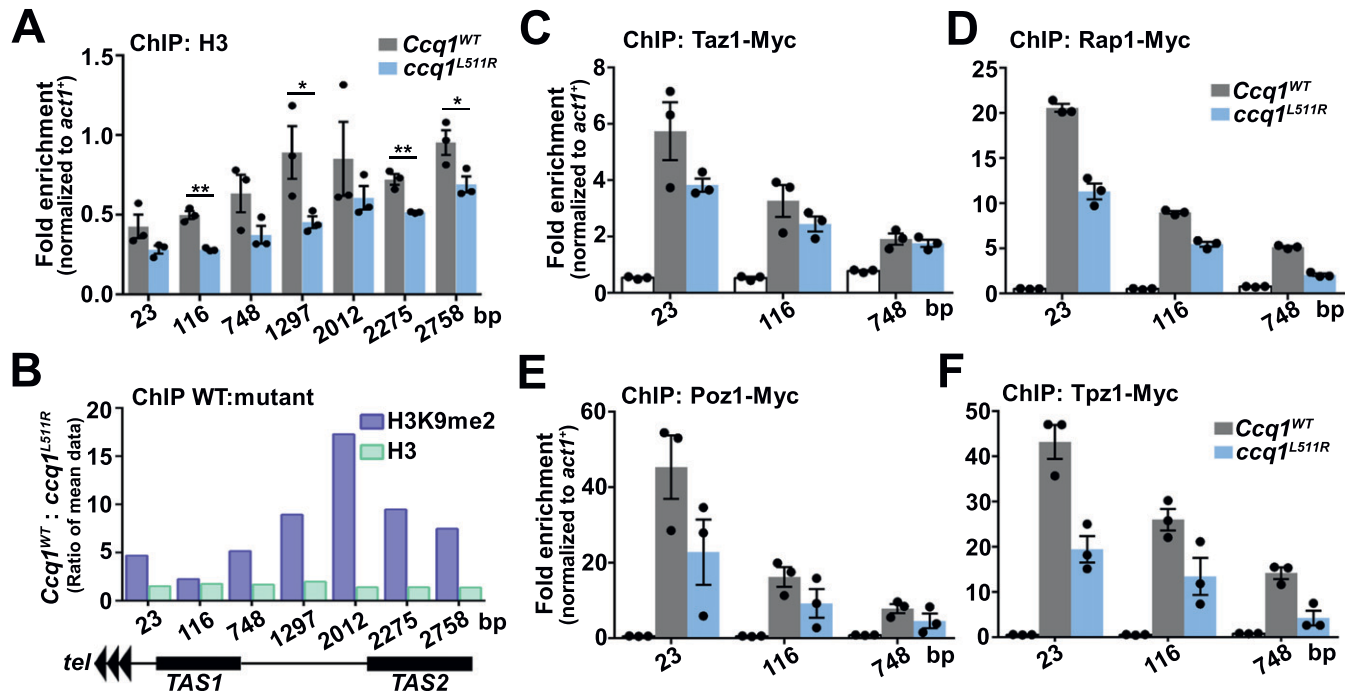 A
ChIP: H3
Ccq1WT
ccq1L511R
Fold enrichment
(normalized to act1+)
1.5
1.0
0.5
0.0
** * ** *
23 116 748 1297 2012 2275 2758 bp
B
ChIP WT:mutant
H3K9me2
H3
Ccq1WT : ccq1L511R
(Ratio of mean data)
20
15
10
5
0
23 116 748 1297 2012 2275 2758 bp
tel
TAS1 TAS2
C
ChIP: Taz1-Myc
Fold enrichment
(normalized to act1+)
8
6
4
2
0
23 116 748 bp
D
ChIP: Rap1-Myc
Ccq1WT
ccq1L511R
25
20
15
10
5
0
23 116 748 bp
E
ChIP: Poz1-Myc
Fold enrichment
(normalized to act1+)
60
40
20
0
23 116 748 bp
F
ChIP: Tpz1-Myc
Ccq1WT
ccq1L511R
50
40
30
20
10
0
23 116 748 bp